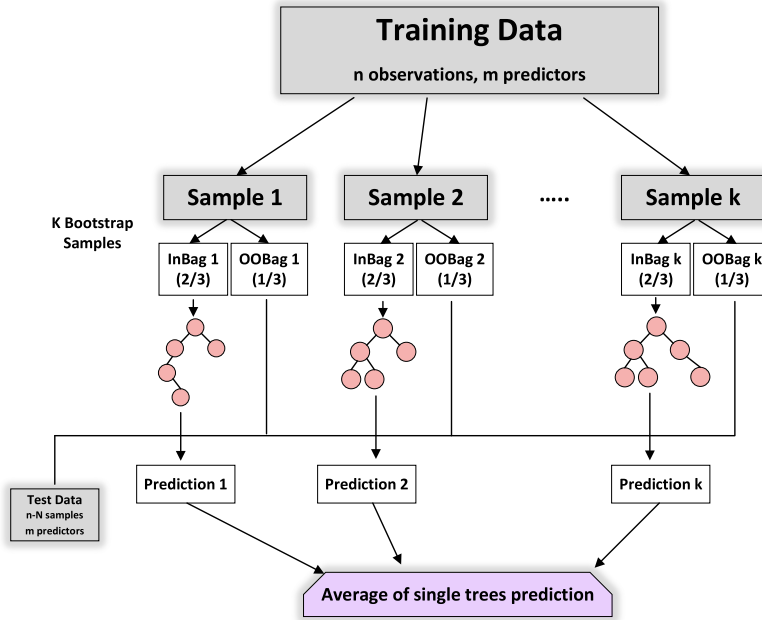 Training Data
n observations, m predictors
Sample 1
Sample 2
.....
Sample k
K Bootstrap
Samples
InBag 1
(2/3)
OOBag 1
(1/3)
InBag 2
(2/3)
OOBag 2
(1/3)
InBag k
(2/3)
OOBag k
(1/3)
Prediction 1
Prediction 2
Prediction k
Test Data
n-N samples
m predictors
Average of single trees prediction